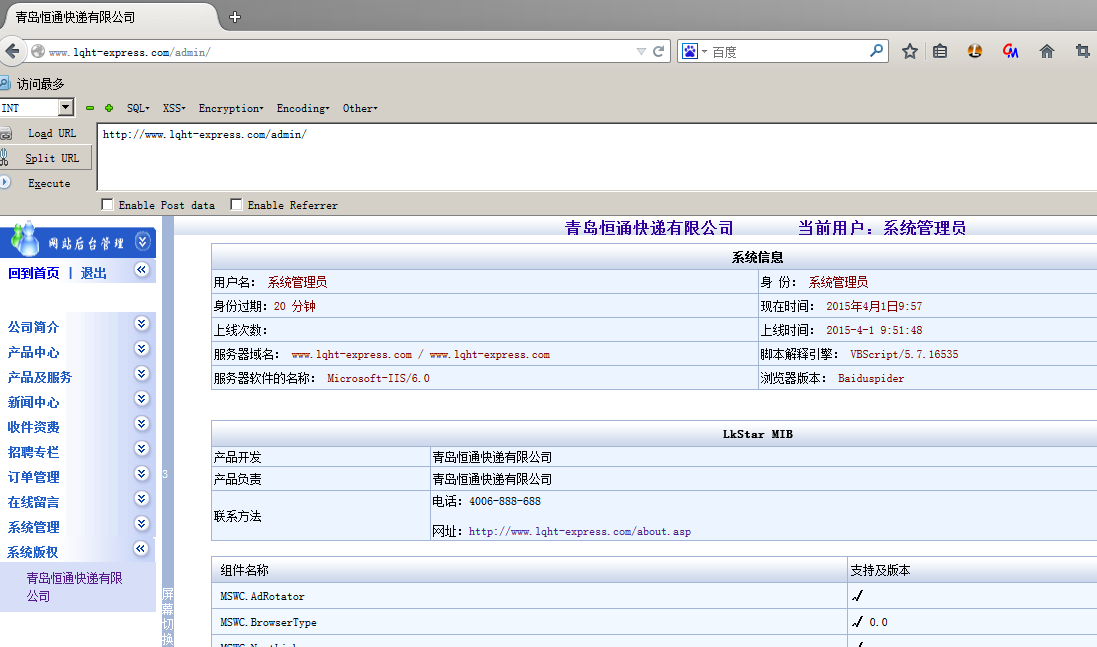 青岛恒通快递有限公司
www.lqht-express.com/admin/
百度
访问最多
INT SQL XSS Encryption Encoding Other
Load URL http://www.lqht-express.com/admin/
Split URL
Execute
Enable Post data Enable Referrer
青岛恒通快递有限公司 当前用户：系统管理员
网站后台管理
回到首页 | 退出
公司简介
产品中心
产品及服务
新闻中心
收件资费
招聘专栏
订单管理
在线留言
系统管理
系统版权
青岛恒通快递有限
公司
3
屏
幕
切
换
系统信息
用户名： 系统管理员 身 份： 系统管理员
身份过期：20 分钟 现在时间： 2015年4月1日9:57
上线次数： 上线时间： 2015-4-1 9:51:48
服务器域名： www.lqht-express.com / www.lqht-express.com 脚本解释引擎： VBScript/5.7.16535
服务器软件的名称： Microsoft-IIS/6.0 浏览器版本： Baiduspider
LkStar MIB
产品开发 青岛恒通快递有限公司
产品负责 青岛恒通快递有限公司
联系方法 电话：4006-888-688
网址：http://www.lqht-express.com/about.asp
组件名称 支持及版本
MSWC.AdRotator √
MSWC.BrowserType √ 0.0